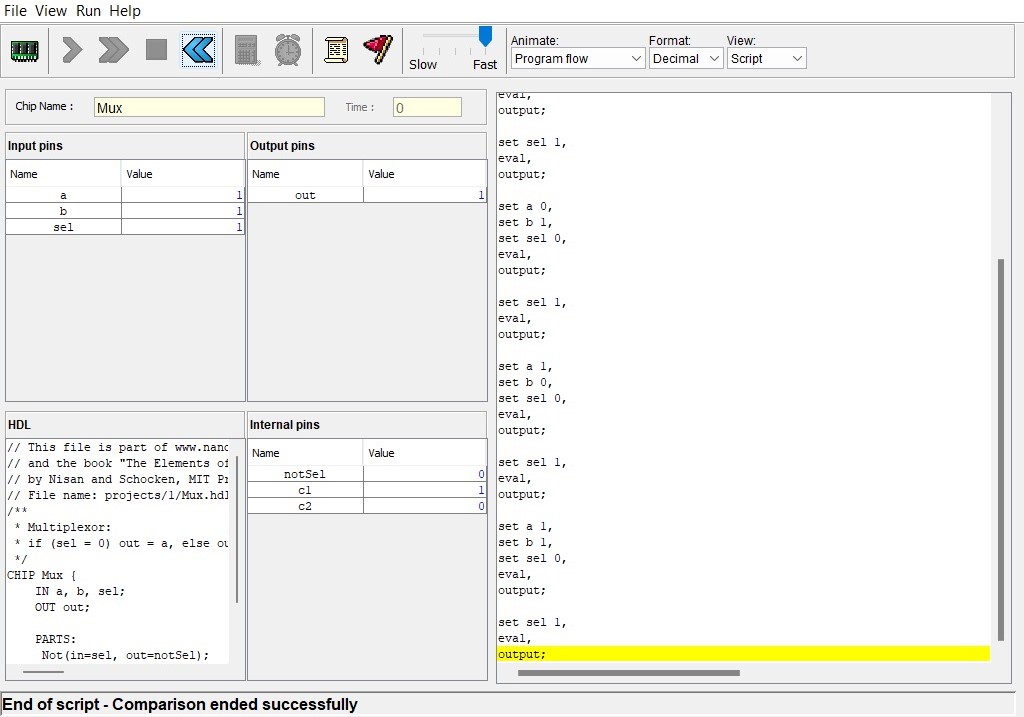 File View Run Help
Slow Fast
Animate:
Program flow
Format:
Decimal
View:
Script
Chip Name :
Mux
Time :
0
Input pins
Name Value
a 1
b 1
sel 1
Output pins
Name Value
out 1
HDL
// This file is part of www.nand
// and the book "The Elements of
// by Nisan and Schocken, MIT Pr
// File name: projects/1/Mux.hdl
/**
* Multiplexor:
* if (sel = 0) out = a, else ou
*/
CHIP Mux {
IN a, b, sel;
OUT out;
PARTS:
Not(in=sel, out=notSel);
Internal pins
Name Value
notSel 0
c1 1
c2 0
eval,
output;
set sel 1,
eval,
output;
set a 0,
set b 1,
set sel 0,
eval,
output;
set sel 1,
eval,
output;
set a 1,
set b 0,
set sel 0,
eval,
output;
set sel 1,
eval,
output;
set a 1,
set b 1,
set sel 0,
eval,
output;
set sel 1,
eval,
output;
End of script - Comparison ended successfully